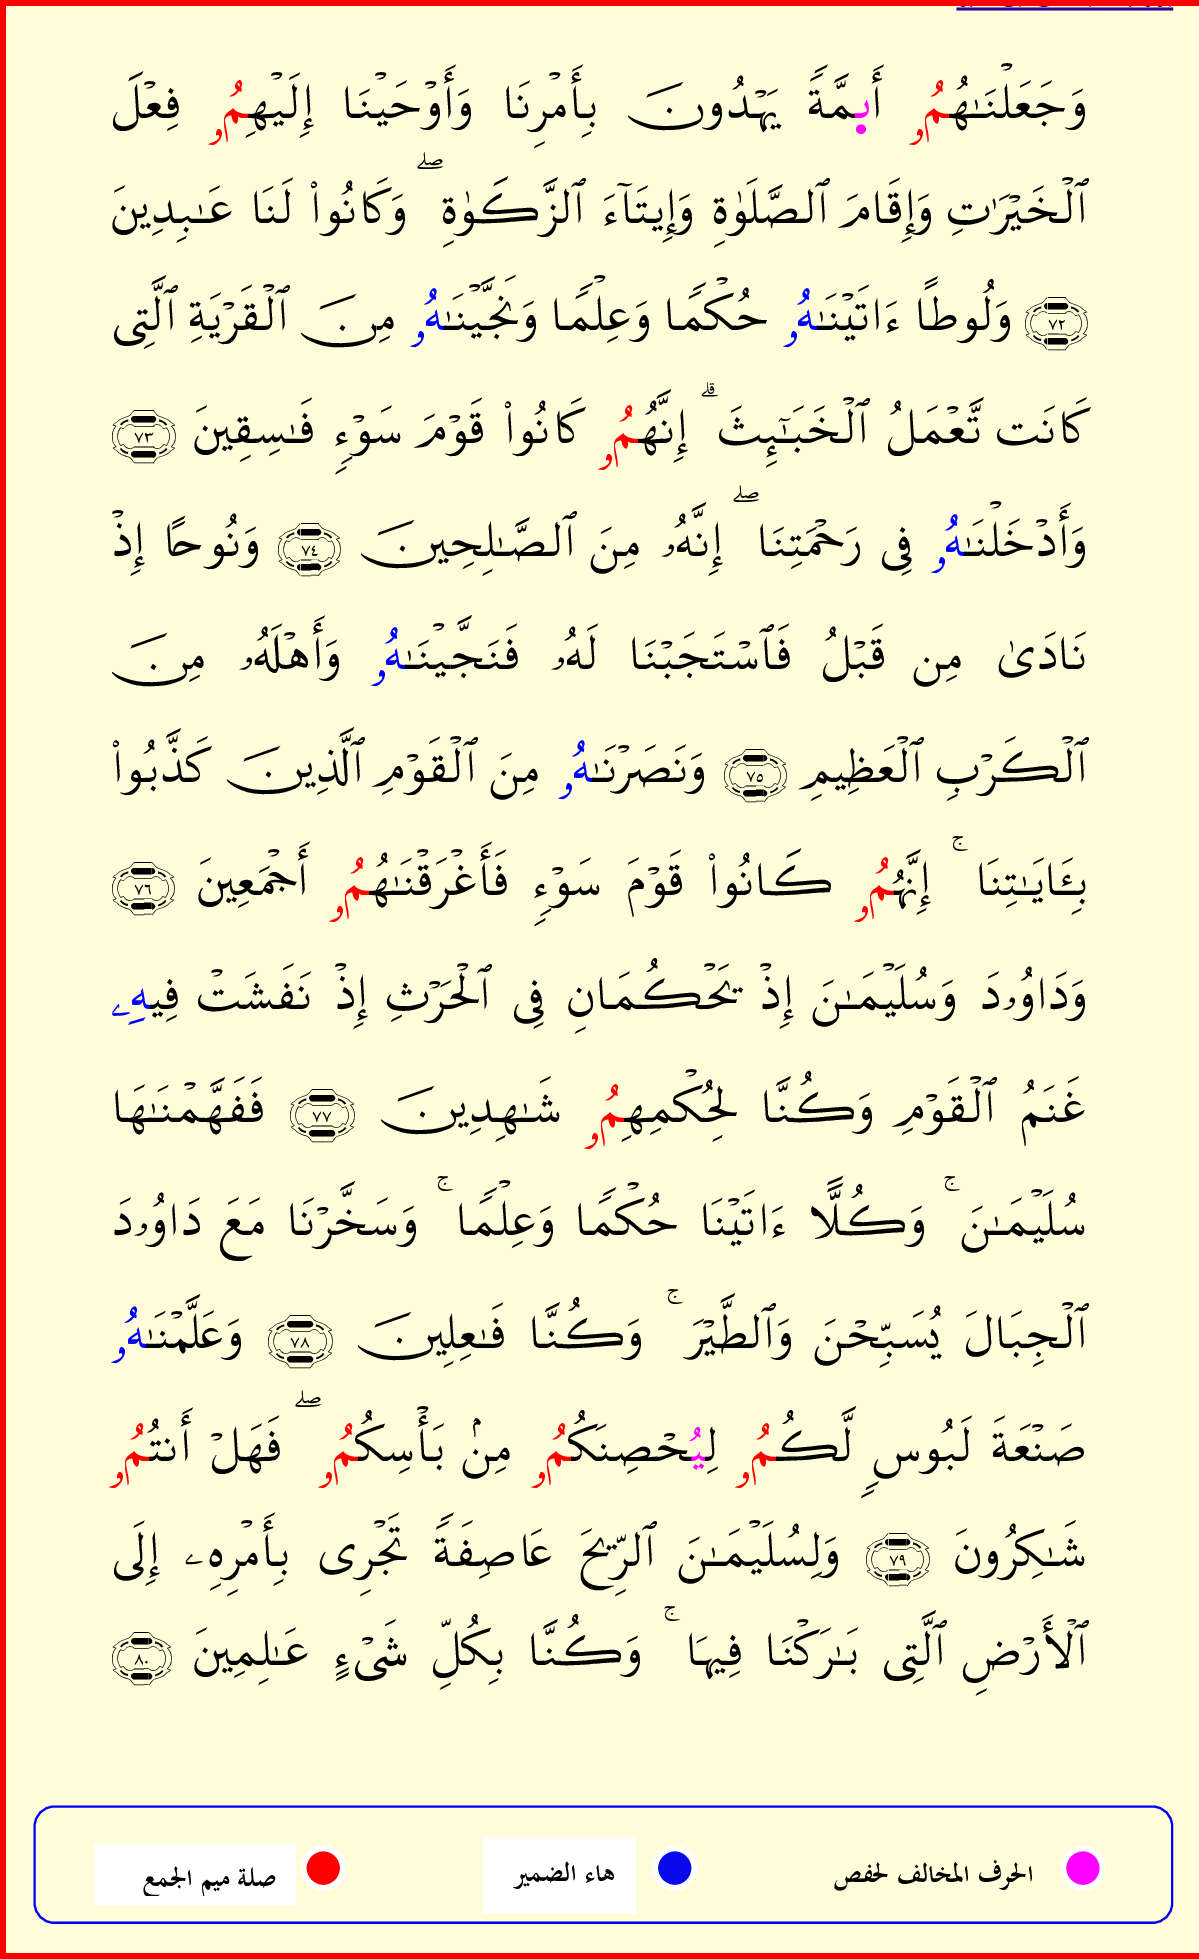 وَجَعَلْنَـٰهُمُۥ أَىِٕمَّةً يَهْدُونَ بِأَمْرِنَا وَأَوْحَيْنَا إِلَيْهِمُۥ فِعْلَ
ٱلْخَيْرَٰتِ وَإِقَامَ ٱلصَّلَوٰةِ وَإِيتَآءَ ٱلزَّكَوٰةِ ۖ وَكَانُوا۟ لَنَا عَـٰبِدِينَ
٧٢ وَلُوطًا ءَاتَيْنَـٰهُۥ حُكْمًا وَعِلْمًا وَنَجَّيْنَـٰهُۥ مِنَ ٱلْقَرْيَةِ ٱلَّتِى
كَانَت تَّعْمَلُ ٱلْخَبَـٰٓئِثَ ۗ إِنَّهُمُۥ كَانُوا۟ قَوْمَ سَوْءٍ فَـٰسِقِينَ ٧٣
وَأَدْخَلْنَـٰهُۥ فِى رَحْمَتِنَا ۖ إِنَّهُۥ مِنَ ٱلصَّـٰلِحِينَ ٧٤ وَنُوحًا إِذْ
نَادَىٰ مِن قَبْلُ فَٱسْتَجَبْنَا لَهُۥ فَنَجَّيْنَـٰهُۥ وَأَهْلَهُۥ مِنَ
ٱلْكَرْبِ ٱلْعَظِيمِ ٧٥ وَنَصَرْنَـٰهُۥ مِنَ ٱلْقَوْمِ ٱلَّذِينَ كَذَّبُوا۟
بِـَٔايَـٰتِنَا ۚ إِنَّهُمُۥ كَانُوا۟ قَوْمَ سَوْءٍ فَأَغْرَقْنَـٰهُمُۥ أَجْمَعِينَ ٧٦
وَدَاوُۥدَ وَسُلَيْمَـٰنَ إِذْ يَحْكُمَانِ فِى ٱلْحَرْثِ إِذْ نَفَشَتْ فِيهِۦ
غَنَمُ ٱلْقَوْمِ وَكُنَّا لِحُكْمِهِمُۥ شَـٰهِدِينَ ٧٧ فَفَهَّمْنَـٰهَا
سُلَيْمَـٰنَ ۚ وَكُلًّا ءَاتَيْنَا حُكْمًا وَعِلْمًا ۚ وَسَخَّرْنَا مَعَ دَاوُۥدَ
ٱلْجِبَالَ يُسَبِّحْنَ وَٱلطَّيْرَ ۚ وَكُنَّا فَـٰعِلِينَ ٧٨ وَعَلَّمْنَـٰهُۥ
صَنْعَةَ لَبُوسٍ لَّكُمُۥ لِيُحْصِنَكُمُۥ مِنۢ بَأْسِكُمُۥ ۖ فَهَلْ أَنتُمُۥ
شَـٰكِرُونَ ٧٩ وَلِسُلَيْمَـٰنَ ٱلرِّيحَ عَاصِفَةً تَجْرِى بِأَمْرِهِۦ إِلَى
ٱلْأَرْضِ ٱلَّتِى بَـٰرَكْنَا فِيهَا ۚ وَكُنَّا بِكُلِّ شَىْءٍ عَـٰلِمِينَ ٨٠
الحرف المخالف لحفص هاء الضمير صلة ميم الجمع